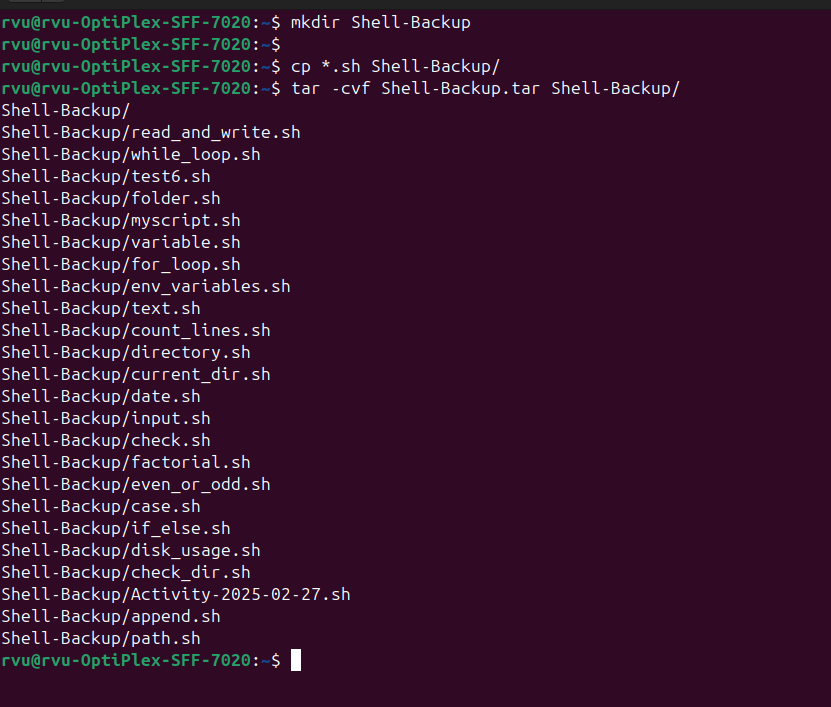 rvu@rvu-OptiPlex-SFF-7020:~$ mkdir Shell-Backup
rvu@rvu-OptiPlex-SFF-7020:~$
rvu@rvu-OptiPlex-SFF-7020:~$ cp *.sh Shell-Backup/
rvu@rvu-OptiPlex-SFF-7020:~$ tar -cvf Shell-Backup.tar Shell-Backup/
Shell-Backup/
Shell-Backup/read_and_write.sh
Shell-Backup/while_loop.sh
Shell-Backup/test6.sh
Shell-Backup/folder.sh
Shell-Backup/myscript.sh
Shell-Backup/variable.sh
Shell-Backup/for_loop.sh
Shell-Backup/env_variables.sh
Shell-Backup/text.sh
Shell-Backup/count_lines.sh
Shell-Backup/directory.sh
Shell-Backup/current_dir.sh
Shell-Backup/date.sh
Shell-Backup/input.sh
Shell-Backup/check.sh
Shell-Backup/factorial.sh
Shell-Backup/even_or_odd.sh
Shell-Backup/case.sh
Shell-Backup/if_else.sh
Shell-Backup/disk_usage.sh
Shell-Backup/check_dir.sh
Shell-Backup/Activity-2025-02-27.sh
Shell-Backup/append.sh
Shell-Backup/path.sh
rvu@rvu-OptiPlex-SFF-7020:~$